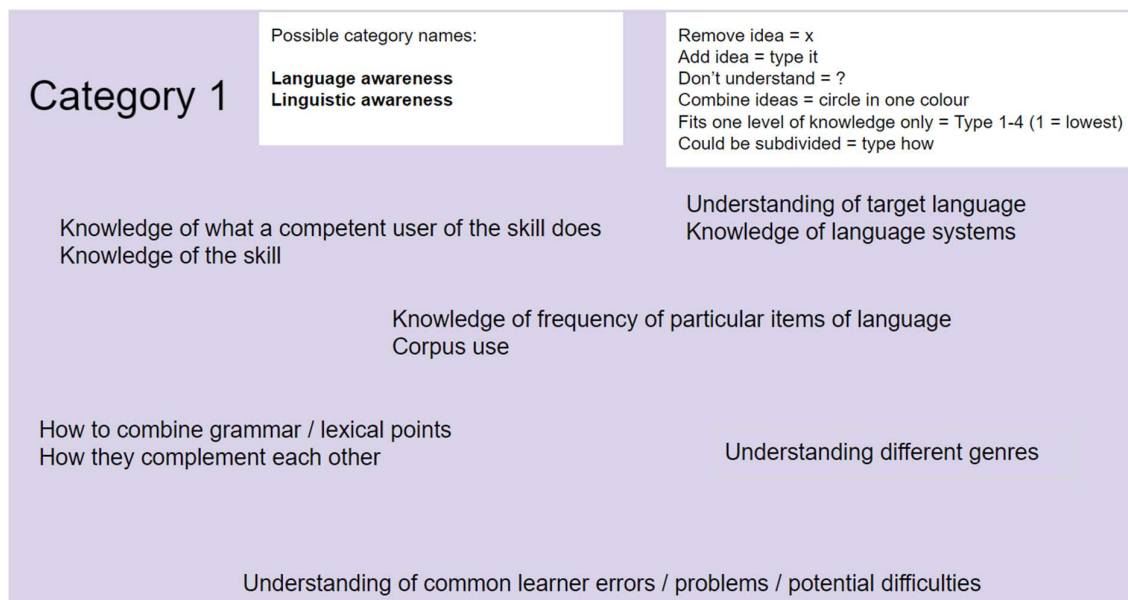 Category 1
Possible category names:
Language awareness
Linguistic awareness
Remove idea = x
Add idea = type it
Don't understand = ?
Combine ideas = circle in one colour
Fits one level of knowledge only = Type 1-4 (1 = lowest)
Could be subdivided = type how
Knowledge of what a competent user of the skill does
Knowledge of the skill
Understanding of target language
Knowledge of language systems
Knowledge of frequency of particular items of language
Corpus use
How to combine grammar / lexical points
How they complement each other
Understanding different genres
Understanding of common learner errors / problems / potential difficulties